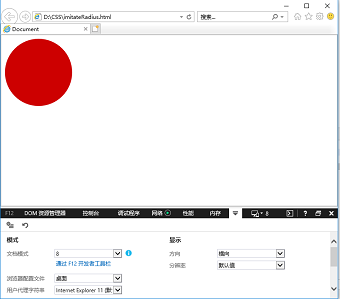 D:\CSS\imitateRadius.html
搜索...
Document
F12 DOM 资源管理器 控制台 调试程序 网络 性能 内存 8
模式 显示
文档模式 8 方向 横向
通过 F12 开发者工具栏 分辨率 默认值
浏览器配置文件 桌面
用户代理字符串 Internet Explorer 11 (默